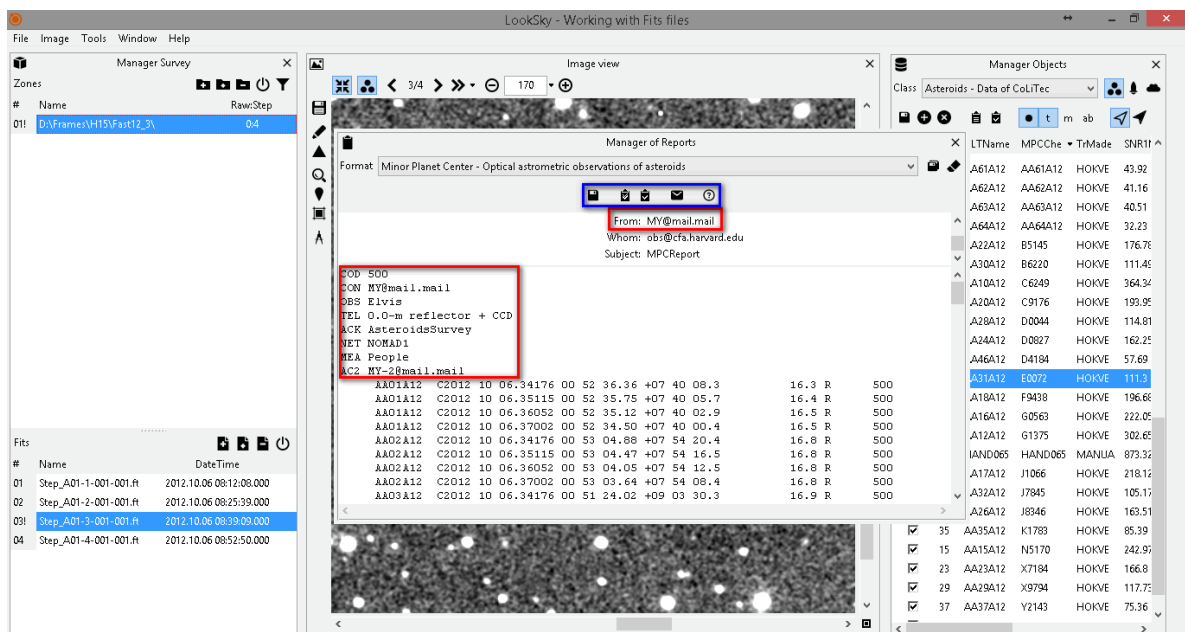 LookSky - Working with Fits files
File Image Tools Window Help
Manager Survey
Zones
# Name Raw:Step
01! D:\Frames\H15\Fast12_3\ 0:4
Fits
# Name DateTime
01 Step_A01-1-001-001.ft 2012.10.06 08:12:08.000
02 Step_A01-2-001-001.ft 2012.10.06 08:25:39.000
03! Step_A01-3-001-001.ft 2012.10.06 08:39:09.000
04 Step_A01-4-001-001.ft 2012.10.06 08:52:50.000
Image view
3/4 170
Manager of Reports
Format Minor Planet Center - Optical astrometric observations of asteroids
From: MY@mail.mail
Whom: obs@cfa.harvard.edu
Subject: MPCReport
COD 500
CON MY@mail.mail
OBS Elvis
TEL 0.0-m reflector + CCD
ACK AsteroidsSurvey
NET NOMAD1
MEA People
AC2 MY-2@mail.mail
AA01A12 C2012 10 06.34176 00 52 36.36 +07 40 08.3 16.3 R 500
AA01A12 C2012 10 06.35115 00 52 35.75 +07 40 05.7 16.4 R 500
AA01A12 C2012 10 06.36052 00 52 35.12 +07 40 02.9 16.5 R 500
AA01A12 C2012 10 06.37002 00 52 34.50 +07 40 00.4 16.5 R 500
AA02A12 C2012 10 06.34176 00 53 04.88 +07 54 20.4 16.8 R 500
AA02A12 C2012 10 06.35115 00 53 04.47 +07 54 16.5 16.8 R 500
AA02A12 C2012 10 06.36052 00 53 04.05 +07 54 12.5 16.8 R 500
AA02A12 C2012 10 06.37002 00 53 03.64 +07 54 08.4 16.8 R 500
AA03A12 C2012 10 06.34176 00 51 24.02 +09 03 30.3 16.9 R 500
Manager Objects
Class Asteroids - Data of CoLiTec
t m ab
LTName MPCChe TrMade SNR1
A61A12 AA61A12 HOKVE 43.92
A62A12 AA62A12 HOKVE 41.16
A63A12 AA63A12 HOKVE 40.51
A64A12 AA64A12 HOKVE 32.23
A22A12 B5145 HOKVE 176.78
A30A12 B6220 HOKVE 111.49
A10A12 C6249 HOKVE 364.34
A20A12 C9176 HOKVE 193.95
A28A12 D0044 HOKVE 114.81
A24A12 D0827 HOKVE 162.25
A46A12 D4184 HOKVE 57.69
A31A12 E0072 HOKVE 111.3
A18A12 F9438 HOKVE 196.68
A16A12 G0563 HOKVE 222.05
A12A12 G1375 HOKVE 302.65
IAND065 HAND065 MANUA 873.32
A17A12 J1066 HOKVE 218.12
A32A12 J7845 HOKVE 105.17
A26A12 J8346 HOKVE 163.51
35 AA35A12 K1783 HOKVE 85.39
15 AA15A12 N5170 HOKVE 242.97
23 AA23A12 X7184 HOKVE 166.8
29 AA29A12 X9794 HOKVE 117.73
37 AA37A12 Y2143 HOKVE 75.36